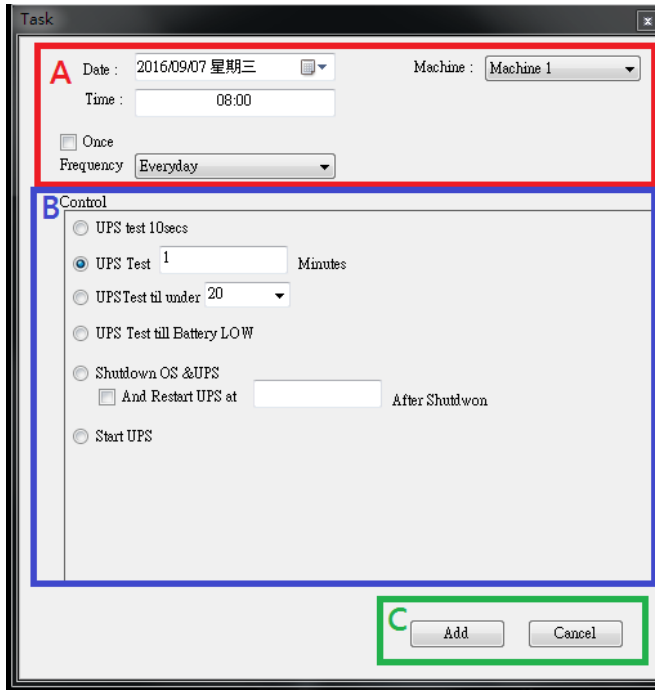 Task
A
Date : 2016/09/07 星期三 Machine : Machine 1
Time : 08:00
Once
Frequency Everyday
B Control
UPS test 10secs
UPS Test 1 Minutes
UPSTest til under 20
UPS Test till Battery LOW
Shutdown OS &UPS
And Restart UPS at After Shutdwon
Start UPS
C Add Cancel